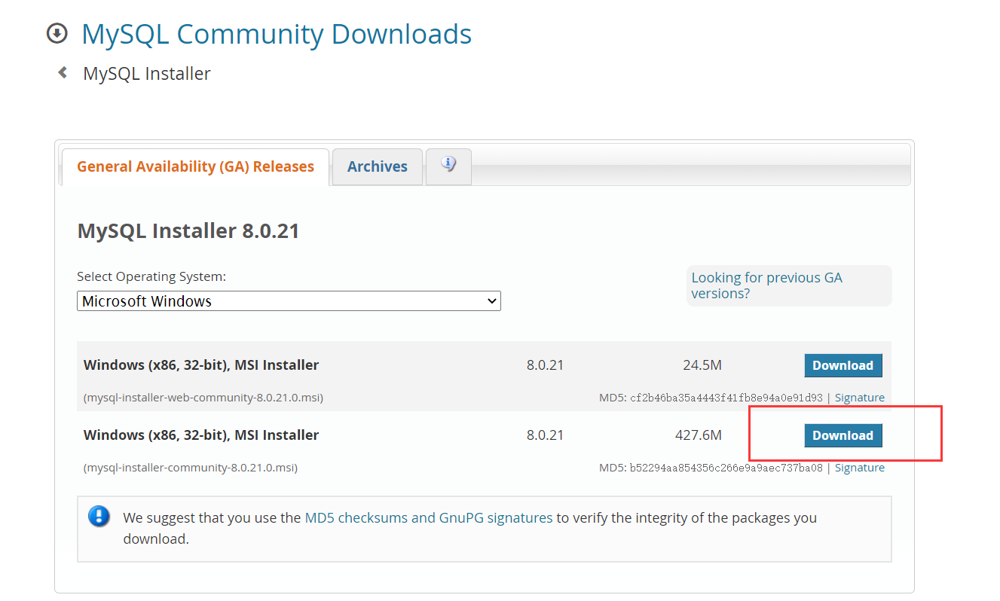 MySQL Community Downloads
MySQL Installer
General Availability (GA) Releases Archives
MySQL Installer 8.0.21
Select Operating System:
Looking for previous GA
versions?
Microsoft Windows
Windows (x86, 32-bit), MSI Installer 8.0.21 24.5M Download
(mysql-installer-web-community-8.0.21.0.msi) MD5: cf2b46ba35a4443f41fb8e94a0e91d93 | Signature
Windows (x86, 32-bit), MSI Installer 8.0.21 427.6M Download
(mysql-installer-community-8.0.21.0.msi) MD5: b52294aa854356c266e9a9aec737ba08 | Signature
We suggest that you use the MD5 checksums and GnuPG signatures to verify the integrity of the packages you
download.